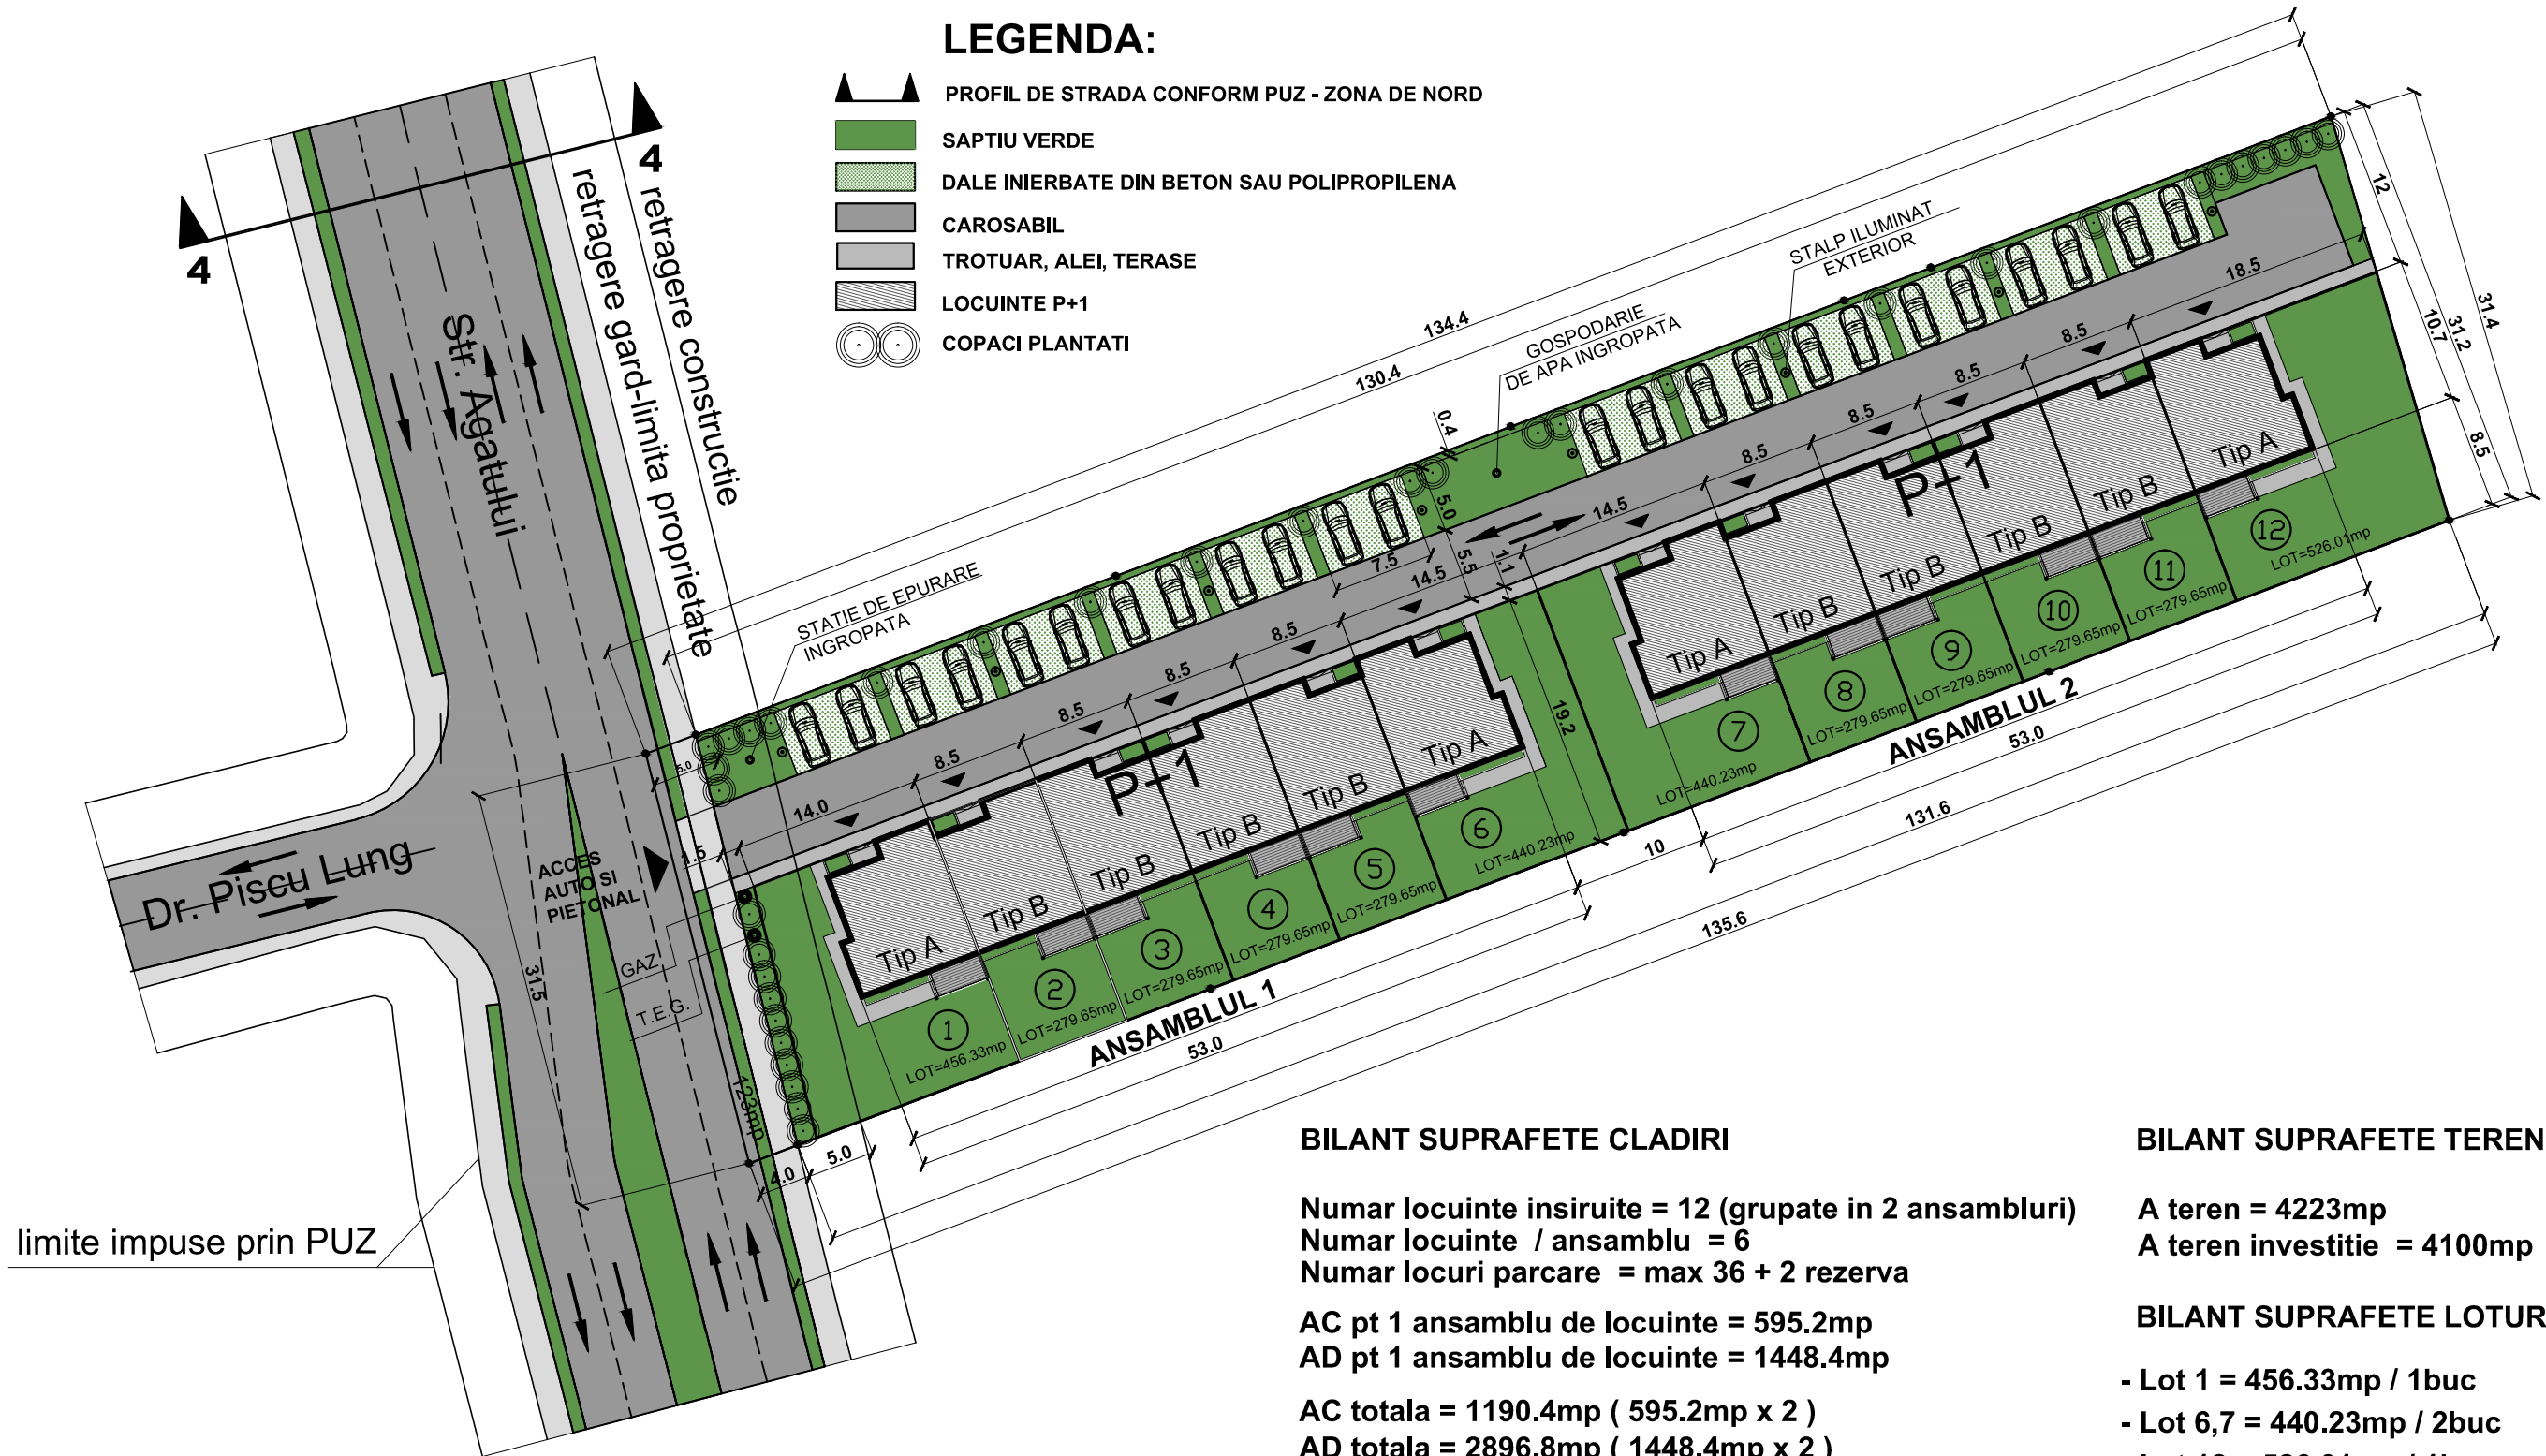 LEGENDA:
PROFIL DE STRADA CONFORM PUZ - ZONA DE NORD
SAPTIU VERDE
DALE INIERBATE DIN BETON SAU POLIPROPILENA
CAROSABIL
TROTUAR, ALEI, TERASE
LOCUINTE P+1
COPACI PLANTATI
4
4
retragere gard-limita proprietate
retragere constructie
Str. Agatului
Dr. Piscu Lung
ACCES
AUTO SI
PIETONAL
GAZ
T.E.G.
123mp
31.5
limite impuse prin PUZ
STATIE DE EPURARE
INGROPATA
GOSPODARIE
DE APA INGROPATA
STALP ILUMINAT
EXTERIOR
134.4
130.4
0.4
5.0
5.5
1.1
7.5
12
10.7
8.5
31.2
31.4
5.0
1.5
14.0
8.5
8.5
8.5
8.5
14.5
14.5
8.5
8.5
8.5
8.5
18.5
19.2
P+1
Tip A
Tip B
Tip B
Tip B
Tip B
Tip A
P+1
Tip A
Tip B
Tip B
Tip B
Tip B
Tip A
1
LOT=456.33mp
2
LOT=279.65mp
3
LOT=279.65mp
4
LOT=279.65mp
5
LOT=279.65mp
6
LOT=440.23mp
7
LOT=440.23mp
8
LOT=279.65mp
9
LOT=279.65mp
10
LOT=279.65mp
11
LOT=279.65mp
12
LOT=526.01mp
ANSAMBLUL 1
53.0
ANSAMBLUL 2
53.0
10
131.6
135.6
4.0
5.0
BILANT SUPRAFETE CLADIRI
Numar locuinte insiruite = 12 (grupate in 2 ansambluri)
Numar locuinte / ansamblu = 6
Numar locuri parcare = max 36 + 2 rezerva
AC pt 1 ansamblu de locuinte = 595.2mp
AD pt 1 ansamblu de locuinte = 1448.4mp
AC totala = 1190.4mp ( 595.2mp x 2 )
AD totala = 2896.8mp ( 1448.4mp x 2 )
BILANT SUPRAFETE TEREN
A teren = 4223mp
A teren investitie = 4100mp
BILANT SUPRAFETE LOTUR
- Lot 1 = 456.33mp / 1buc
- Lot 6,7 = 440.23mp / 2buc